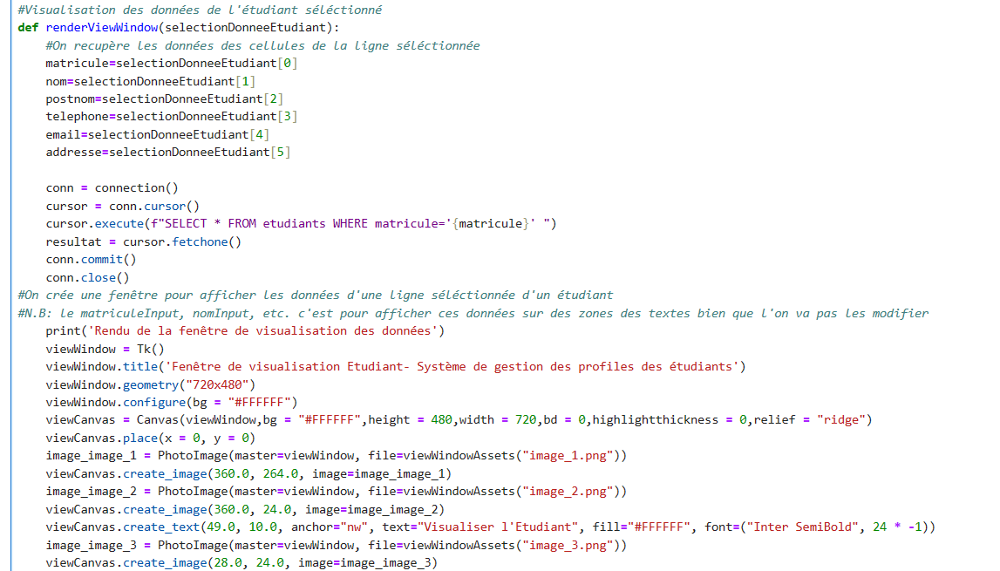 #Visualisation des données de l'étudiant séléctionné
def renderViewWindow(selectionDonneeEtudiant):
    #On recupère les données des cellules de la ligne séléctionnée
    matricule=selectionDonneeEtudiant[0]
    nom=selectionDonneeEtudiant[1]
    postnom=selectionDonneeEtudiant[2]
    telephone=selectionDonneeEtudiant[3]
    email=selectionDonneeEtudiant[4]
    addresse=selectionDonneeEtudiant[5]

    conn = connection()
    cursor = conn.cursor()
    cursor.execute(f"SELECT * FROM etudiants WHERE matricule='{matricule}' ")
    resultat = cursor.fetchone()
    conn.commit()
    conn.close()
#On crée une fenêtre pour afficher les données d'une ligne séléctionnée d'un étudiant
#N.B: le matriculeInput, nomInput, etc. c'est pour afficher ces données sur des zones des textes bien que l'on va pas les modifier
    print('Rendu de la fenêtre de visualisation des données')
    viewWindow = Tk()
    viewWindow.title('Fenêtre de visualisation Etudiant- Système de gestion des profiles des étudiants')
    viewWindow.geometry("720x480")
    viewWindow.configure(bg = "#FFFFFF")
    viewCanvas = Canvas(viewWindow,bg = "#FFFFFF",height = 480,width = 720,bd = 0,highlightthickness = 0,relief = "ridge")
    viewCanvas.place(x = 0, y = 0)
    image_image_1 = PhotoImage(master=viewWindow, file=viewWindowAssets("image_1.png"))
    viewCanvas.create_image(360.0, 264.0, image=image_image_1)
    image_image_2 = PhotoImage(master=viewWindow, file=viewWindowAssets("image_2.png"))
    viewCanvas.create_image(360.0, 24.0, image=image_image_2)
    viewCanvas.create_text(49.0, 10.0, anchor="nw", text="Visualiser l'Etudiant", fill="#FFFFFF", font=("Inter SemiBold", 24 * -1))
    image_image_3 = PhotoImage(master=viewWindow, file=viewWindowAssets("image_3.png"))
    viewCanvas.create_image(28.0, 24.0, image=image_image_3)